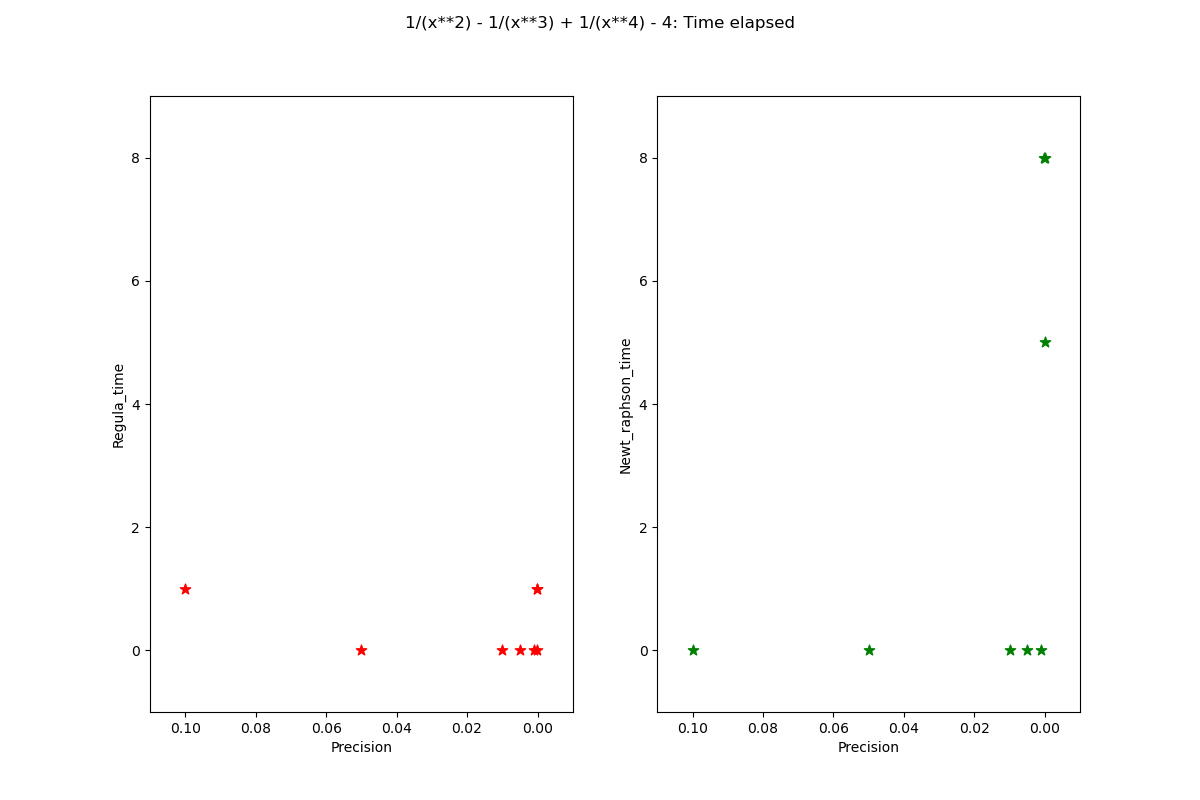 1/(x**2) - 1/(x**3) + 1/(x**4) - 4: Time elapsed
Regula_time
8
6
4
2
0
0.10 0.08 0.06 0.04 0.02 0.00
Precision
Newt_raphson_time
8
6
4
2
0
0.10 0.08 0.06 0.04 0.02 0.00
Precision